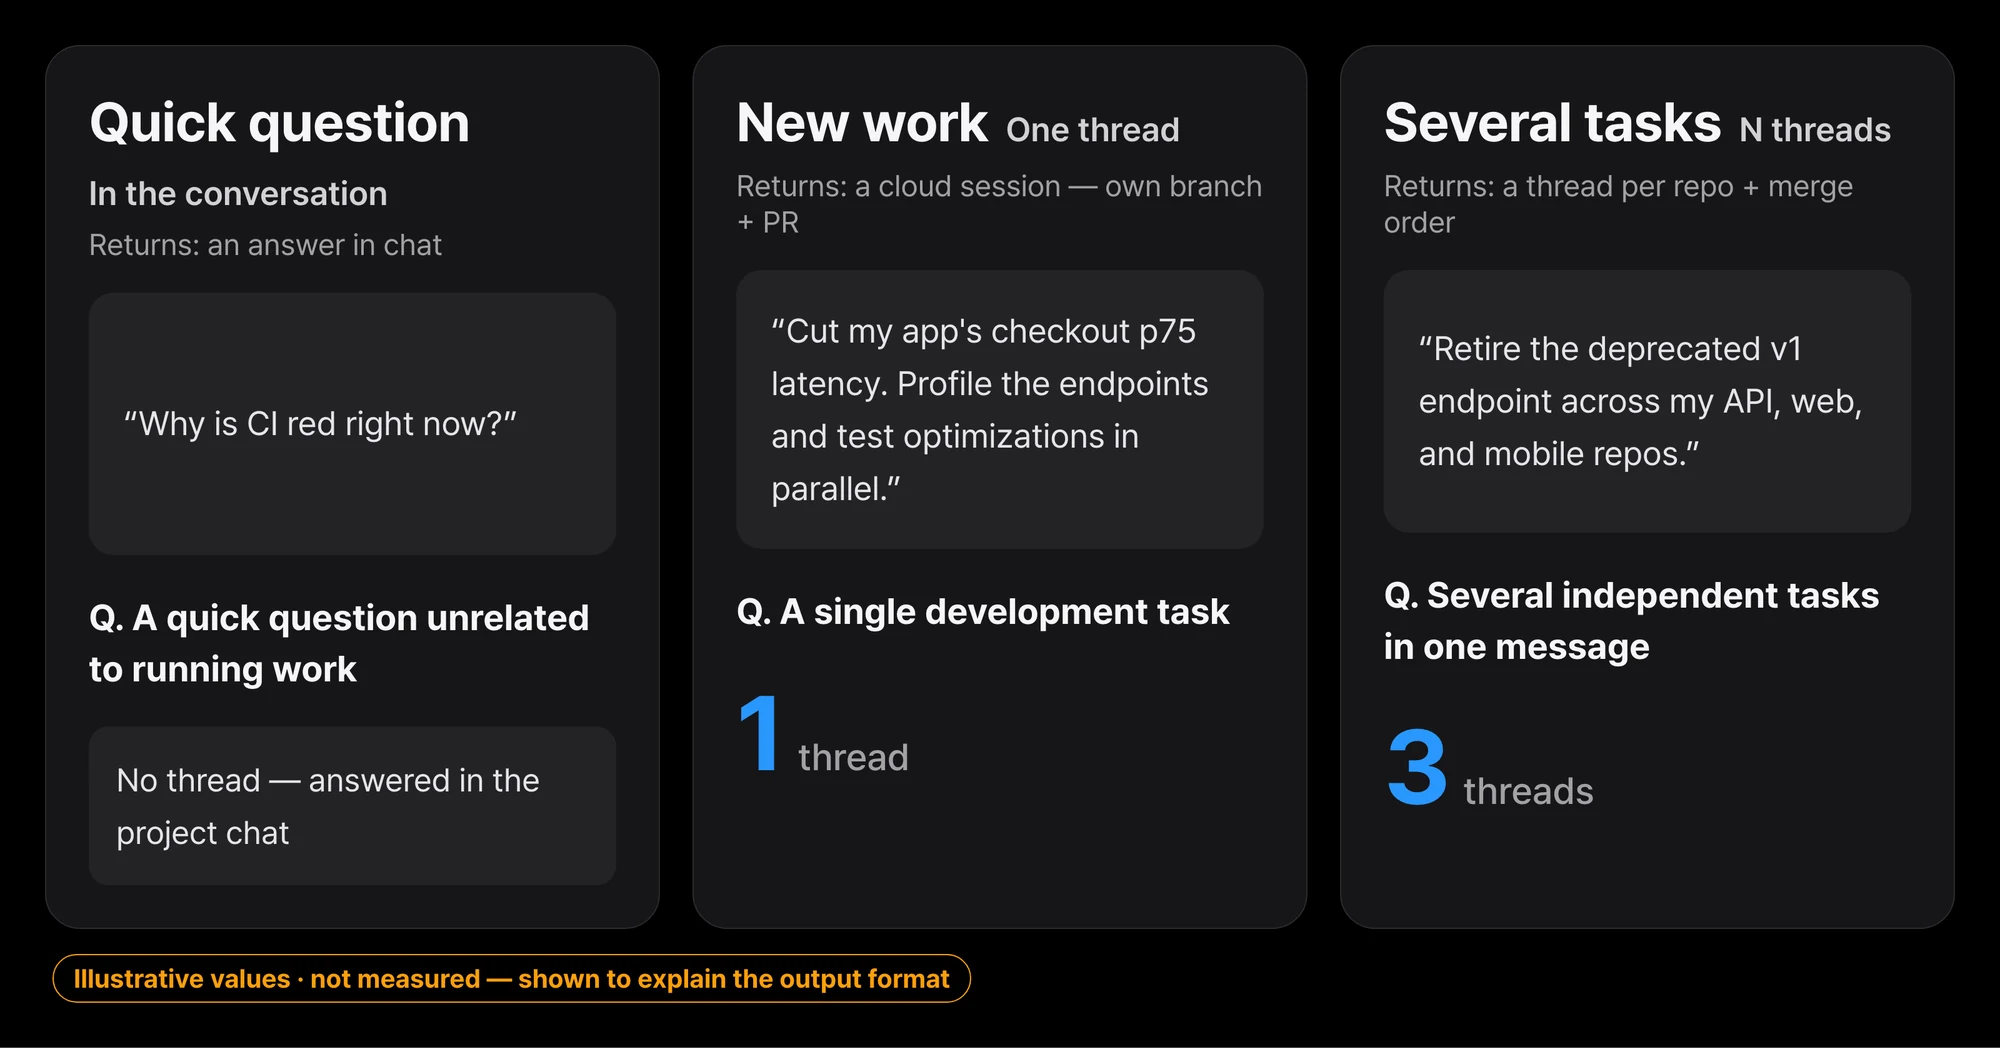 Quick question
In the conversation
Returns: an answer in chat
“Why is CI red right now?”
Q. A quick question unrelated
to running work
No thread — answered in the
project chat
New work One thread
Returns: a cloud session — own branch
+ PR
“Cut my app's checkout p75
latency. Profile the endpoints
and test optimizations in
parallel.”
Q. A single development task
1 thread
Several tasks N threads
Returns: a thread per repo + merge
order
“Retire the deprecated v1
endpoint across my API, web,
and mobile repos.”
Q. Several independent tasks
in one message
3 threads
Illustrative values · not measured — shown to explain the output format